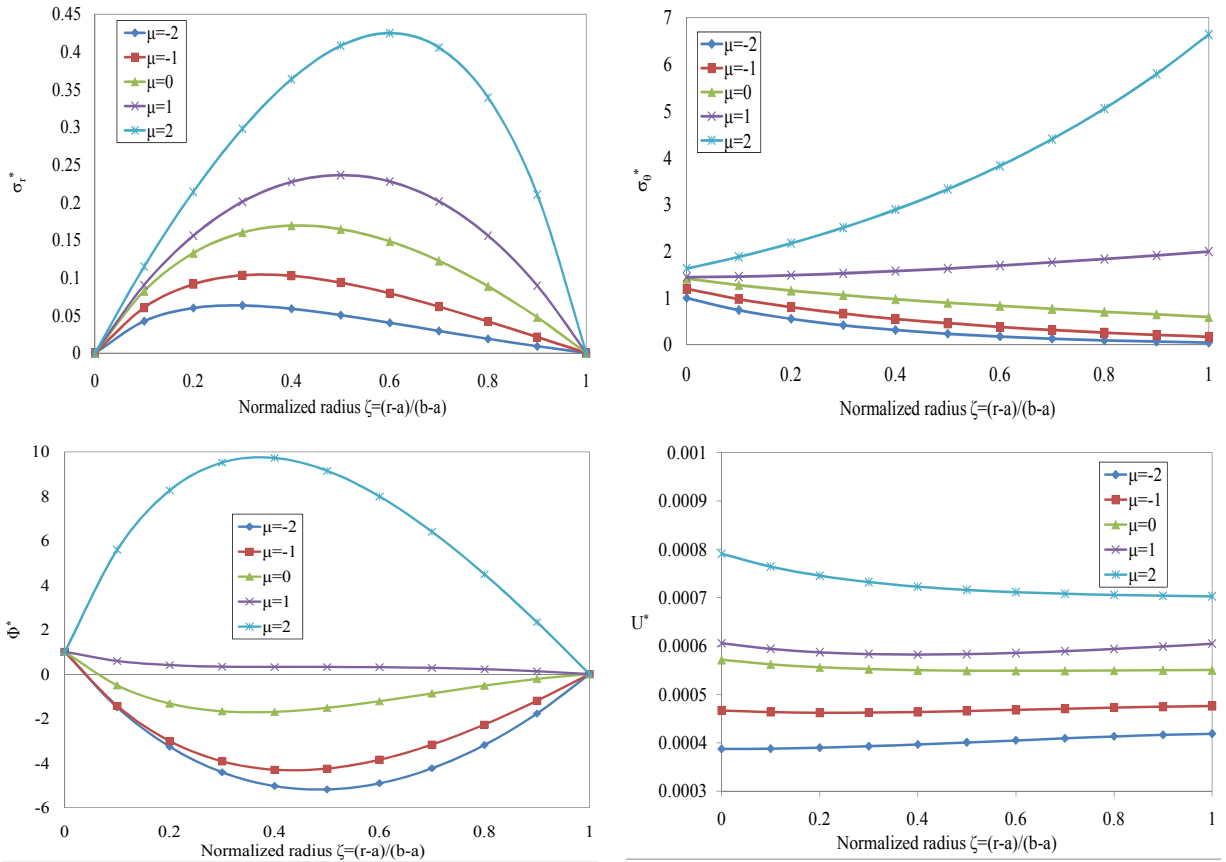 0.45
0.4
0.35
0.3
0.25
0.2
0.15
0.1
0.05
0
σr*
μ=-2
μ=-1
μ=0
μ=1
μ=2
0 0.2 0.4 0.6 0.8 1
Normalized radius ζ=(r-a)/(b-a)
7
6
5
4
3
2
1
0
σθ*
μ=-2
μ=-1
μ=0
μ=1
μ=2
0 0.2 0.4 0.6 0.8 1
Normalized radius ζ=(r-a)/(b-a)
10
8
6
4
2
0
-2
-4
-6
Φ*
μ=-2
μ=-1
μ=0
μ=1
μ=2
0 0.2 0.4 0.6 0.8 1
Normalized radius ζ=(r-a)/(b-a)
0.001
0.0009
0.0008
0.0007
0.0006
0.0005
0.0004
0.0003
U*
μ=-2
μ=-1
μ=0
μ=1
μ=2
0 0.2 0.4 0.6 0.8 1
Normalized radius ζ=(r-a)/(b-a)